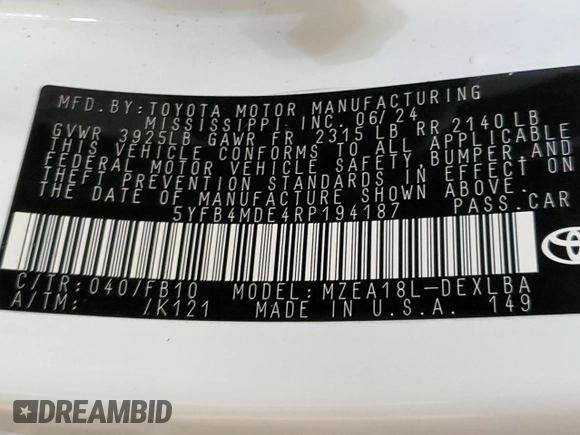 MFD. BY: TOYOTA MOTOR MANUFACTURING
MISSISSIPPI, INC. 06/24
GVWR 3925LB GAWR FR 2315 LB RR 2140 LB
THIS VEHICLE CONFORMS TO ALL APPLICABLE
FEDERAL MOTOR VEHICLE SAFETY, BUMPER, AND
THEFT PREVENTION STANDARDS IN EFFECT ON
THE DATE OF MANUFACTURE SHOWN ABOVE.
5YFB4MDE4RP194187 PASS.CAR
C/TR: 040/FB10 MODEL: MZEA18L-DEXLBA
A/TM: /K121 MADE IN U.S.A. 149
DREAMBID